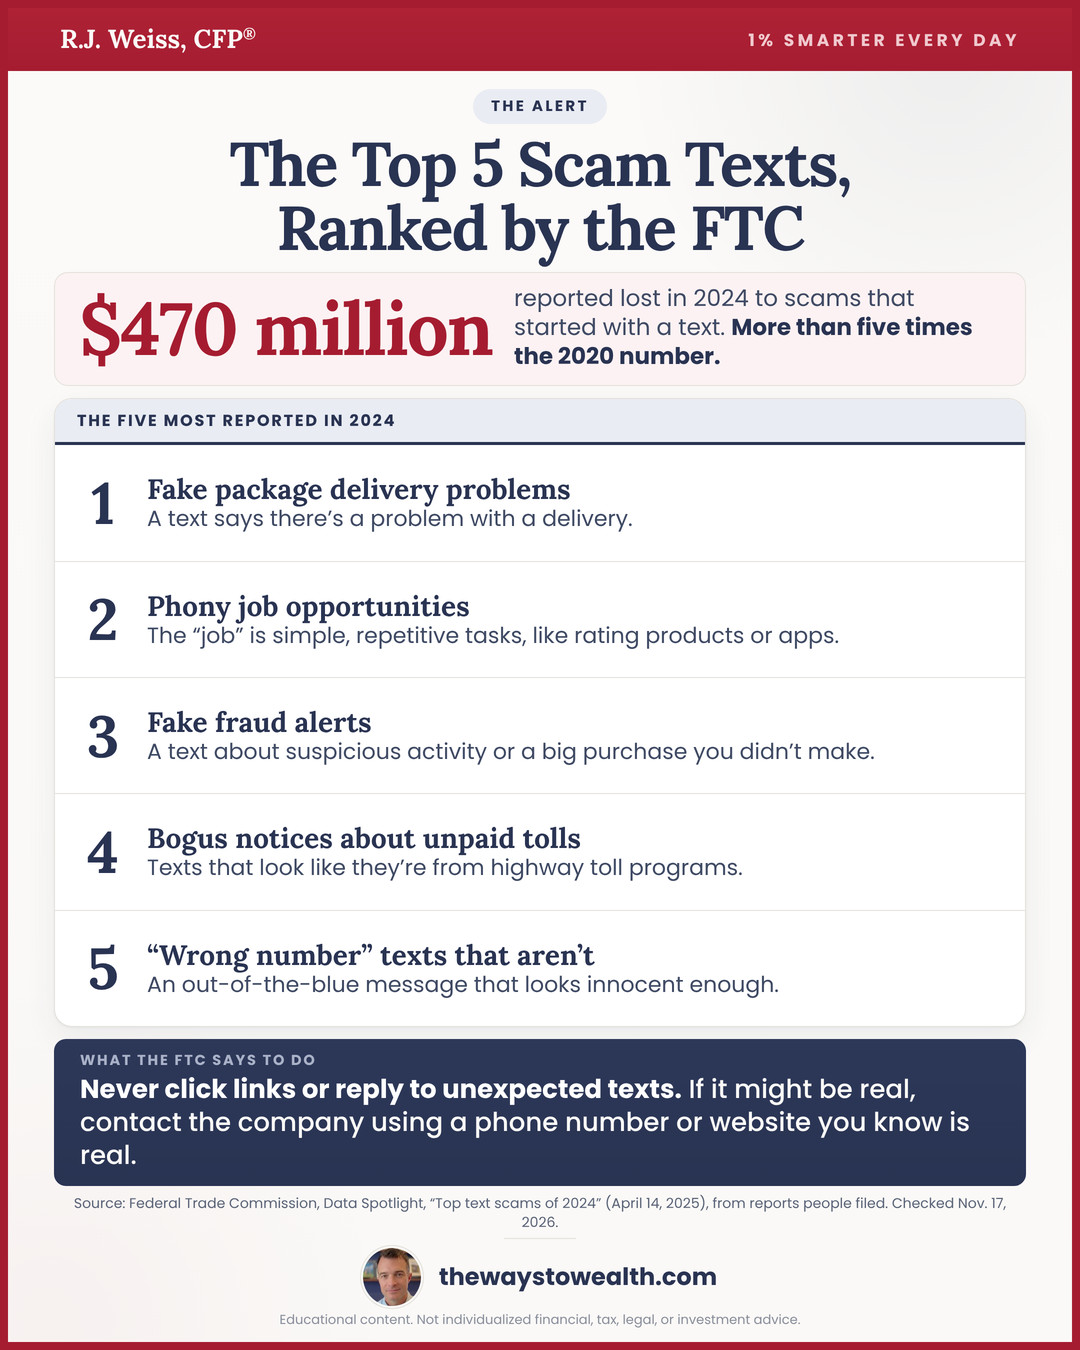 R.J. Weiss, CFP®
1% SMARTER EVERY DAY
THE ALERT
The Top 5 Scam Texts,
Ranked by the FTC
$470 million
reported lost in 2024 to scams that
started with a text. More than five times
the 2020 number.
THE FIVE MOST REPORTED IN 2024
1
Fake package delivery problems
A text says there’s a problem with a delivery.
2
Phony job opportunities
The “job” is simple, repetitive tasks, like rating products or apps.
3
Fake fraud alerts
A text about suspicious activity or a big purchase you didn’t make.
4
Bogus notices about unpaid tolls
Texts that look like they’re from highway toll programs.
5
“Wrong number” texts that aren’t
An out-of-the-blue message that looks innocent enough.
WHAT THE FTC SAYS TO DO
Never click links or reply to unexpected texts. If it might be real,
contact the company using a phone number or website you know is
real.
Source: Federal Trade Commission, Data Spotlight, “Top text scams of 2024” (April 14, 2025), from reports people filed. Checked Nov. 17,
2026.
thewaystowealth.com
Educational content. Not individualized financial, tax, legal, or investment advice.